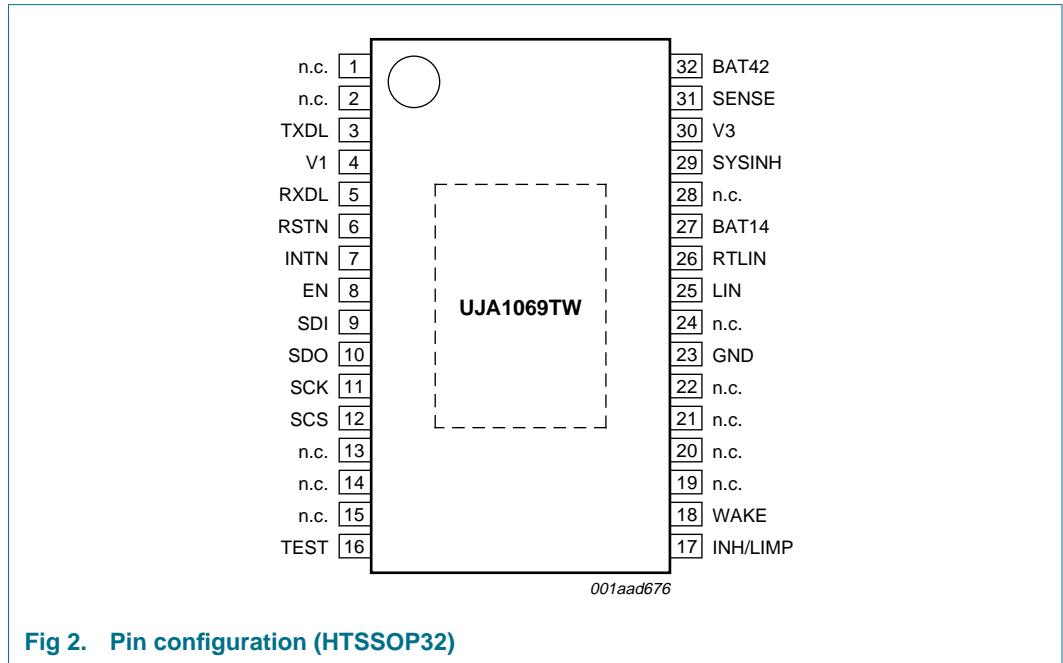 n.c. 1 32 BAT42
n.c. 2 31 SENSE
TXDL 3 30 V3
V1 4 29 SYSINH
RXDL 5 28 n.c.
RSTN 6 27 BAT14
INTN 7 26 RTLIN
EN 8 25 LIN
UJA1069TW
SDI 9 24 n.c.
SDO 10 23 GND
SCK 11 22 n.c.
SCS 12 21 n.c.
n.c. 13 20 n.c.
n.c. 14 19 n.c.
n.c. 15 18 WAKE
TEST 16 17 INH/LIMP
001aad676
Fig 2. Pin configuration (HTSSOP32)